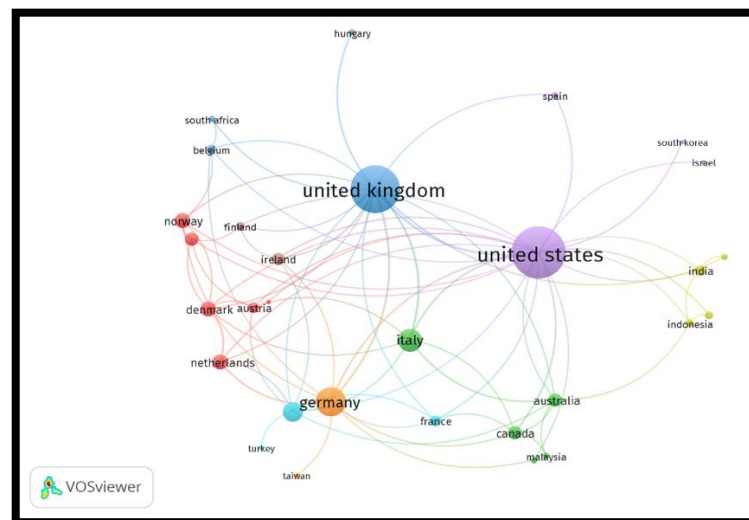 hungary
spain
south africa
belgium
south korea
israel
united kingdom
norway
finland
united states
ireland
india
denmark
austria
indonesia
italy
netherlands
germany
australia
france
canada
turkey
malaysia
taiwan
VOSviewer